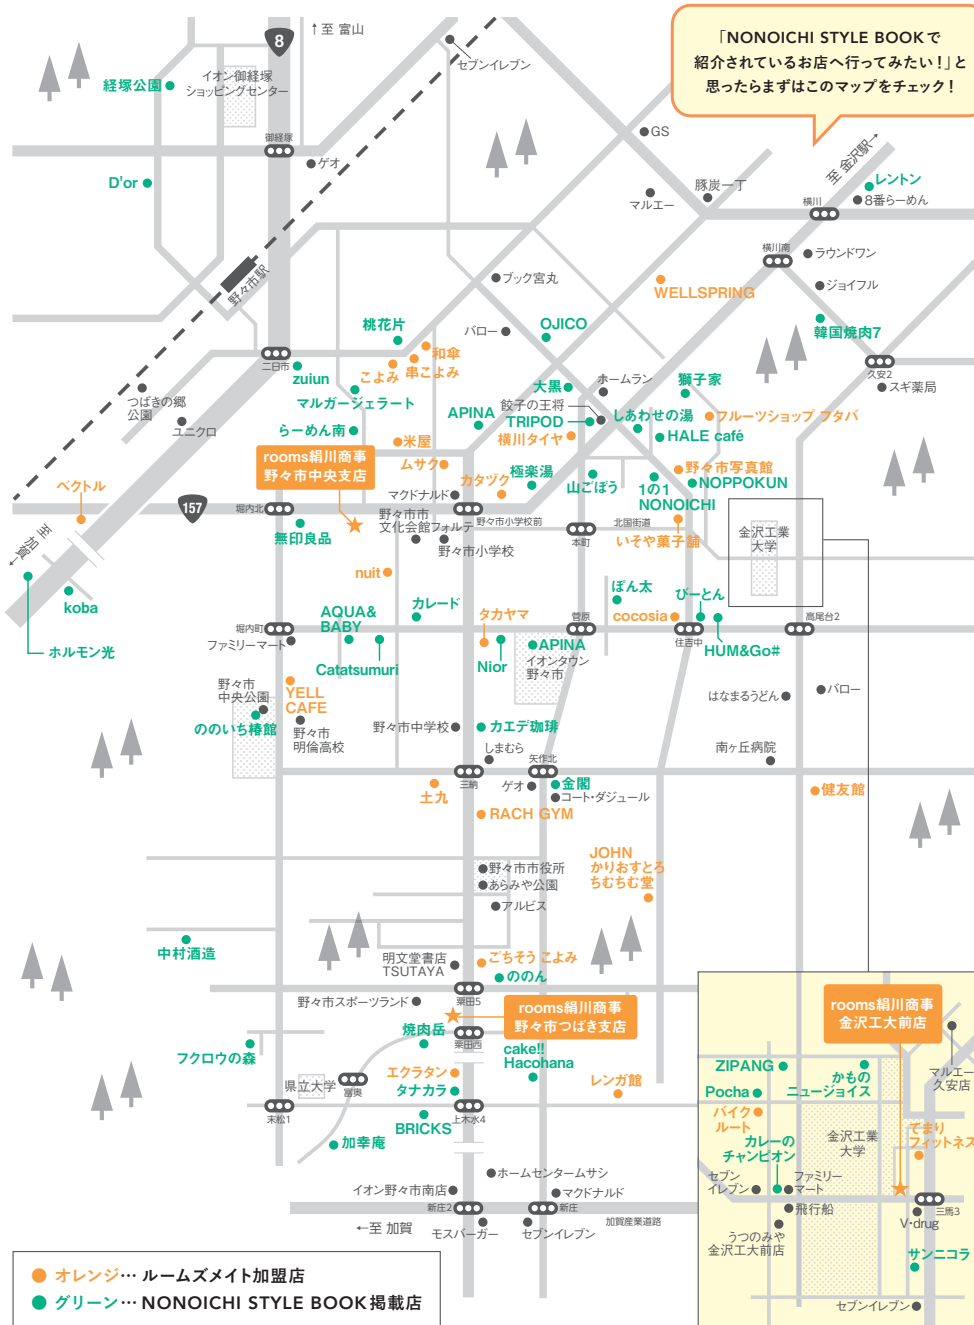 「NONOICHI STYLE BOOKで
紹介されているお店へ行ってみたい！」と
思ったらまずはこのマップをチェック！
8
↑至 富山
セブンイレブン
経塚公園
イオン御経塚
ショッピングセンター
御経塚
ゲオ
D'or
GS
豚炭一丁
マルエー
至 金沢駅→
レントン
8番らーめん
横川
横川南
ラウンドワン
ジョイフル
韓国焼肉7
久安2
スギ薬局
野々市駅
ブック宮丸
WELLSPRING
バロー
OJICO
桃花片
和傘
こよみ
串こよみ
二日市
zuiun
マルガージェラート
つばきの郷
公園
ユニクロ
らーめん南
APINA
大黒
ホームラン
獅子家
餃子の王将
TRIPOD
横川タイヤ
しあわせの湯
フルーツショップ フタバ
HALE café
米屋
rooms絹川商事
野々市中央支店
ムサク
カタヅク
極楽湯
山ごぼう
1の1
NONOICHI
野々市写真館
NOPPOKUN
ベクトル
157
堀内北
マクドナルド
野々市小学校前
北国街道
本町
いそや菓子舗
金沢工業
大学
無印良品
野々市市
文化会館フォルテ
野々市小学校
←至 加賀
nuit
koba
ホルモン光
カレード
AQUA&
BABY
Catatsumuri
タカヤマ
Nior
APINA
イオンタウン
野々市
菅原
ぽん太
cocosia
びーとん
住吉中
HUM&Go#
高尾台2
堀内町
ファミリーマート
YELL
CAFE
野々市
中央公園
ののいち椿館
野々市
明倫高校
野々市中学校
カエデ珈琲
はなまるうどん
バロー
しまむら
矢作北
南ヶ丘病院
三納
ゲオ
金閣
コート・ダジュール
土九
健友館
RACH GYM
JOHN
かりおすとろ
ちむちむ堂
野々市市役所
あらみや公園
アルビス
中村酒造
明文堂書店
TSUTAYA
ごちそう こよみ
ののん
粟田5
野々市スポーツランド
rooms絹川商事
野々市つばき支店
焼肉岳
粟田西
cake!!
Hacohana
フクロウの森
エクラタン
タナカラ
県立大学
富奥
レンガ館
末松1
上木水4
BRICKS
加幸庵
ホームセンタームサシ
イオン野々市南店
マクドナルド
新庄2
新庄
加賀産業道路
←至 加賀
モスバーガー
セブンイレブン
rooms絹川商事
金沢工大前店
マルエー
久安店
ZIPANG
かもの
ニュージョイス
Pocha
バイク
ルート
金沢工業
大学
てまり
フィットネス
カレーの
チャンピオン
セブン
イレブン
ファミリー
マート
飛行船
三馬3
V・drug
うつのみや
金沢工大前店
サンニコラ
セブンイレブン
オレンジ… ルームズメイト加盟店
グリーン… NONOICHI STYLE BOOK掲載店